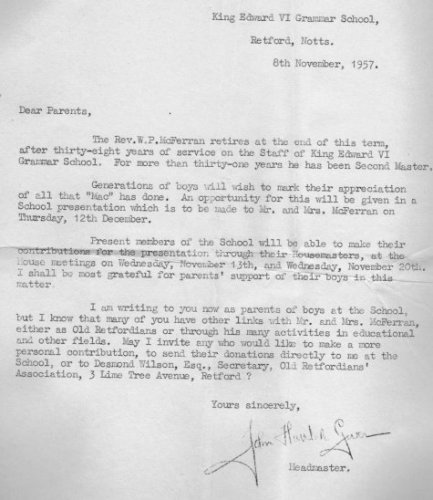 King Edward VI Grammar School,
Retford, Notts.
8th November, 1957.
Dear Parents,
The Rev.W.P.McFerran retires at the end of this term,
after thirty-eight years of service on the Staff of King Edward VI
Grammar School. For more than thirty-one years he has been Second Master.
Generations of boys will wish to mark their appreciation
of all that "Mac" has done. An opportunity for this will be given in a
School presentation which is to be made to Mr. and Mrs. McFerran on
Thursday, 12th December.
Present members of the School will be able to make their
contributions for the presentation through their Housemasters, at the
House meetings on Wednesday, November 13th, and Wednesday, November 20th.
I shall be most grateful for parents' support of their boys in this
matter.
I am writing to you now as parents of boys at the School,
but I know that many of you have other links with Mr. and Mrs. McFerran,
either as Old Retfordians or through his many activities in educational
and other fields. May I invite any who would like to make a more
personal contribution, to send their donations directly to me at the
School, or to Desmond Wilson, Esq., Secretary, Old Retfordians'
Association, 3 Lime Tree Avenue, Retford ?
Yours sincerely,
John
Headmaster.